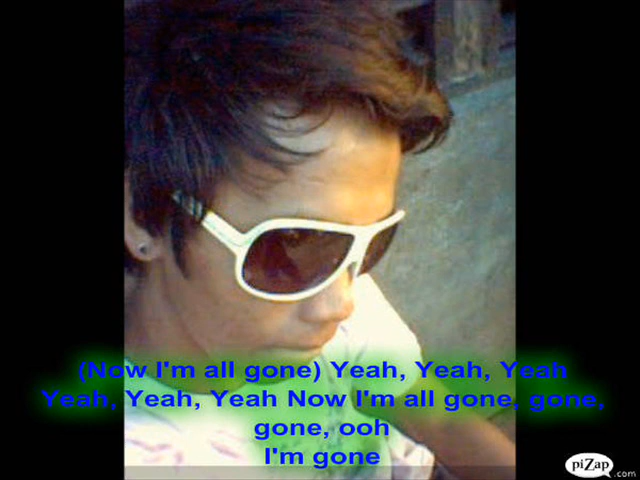 (Now I'm all gone) Yeah, Yeah, Yeah
Yeah, Yeah, Yeah Now I'm all gone, gone,
gone, ooh
I'm gone
piZap
.com